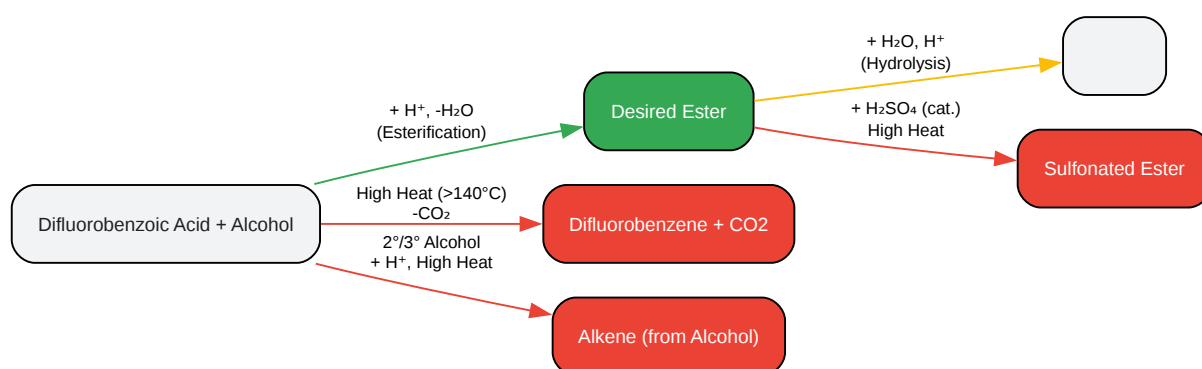 + H₂O, H⁺
(Hydrolysis)
+ H⁺, -H₂O
(Esterification)
Desired Ester
+ H₂SO₄ (cat.)
High Heat
Sulfonated Ester
Difluorobenzoic Acid + Alcohol
High Heat (>140°C)
-CO₂
Difluorobenzene + CO2
2°/3° Alcohol
+ H⁺, High Heat
Alkene (from Alcohol)